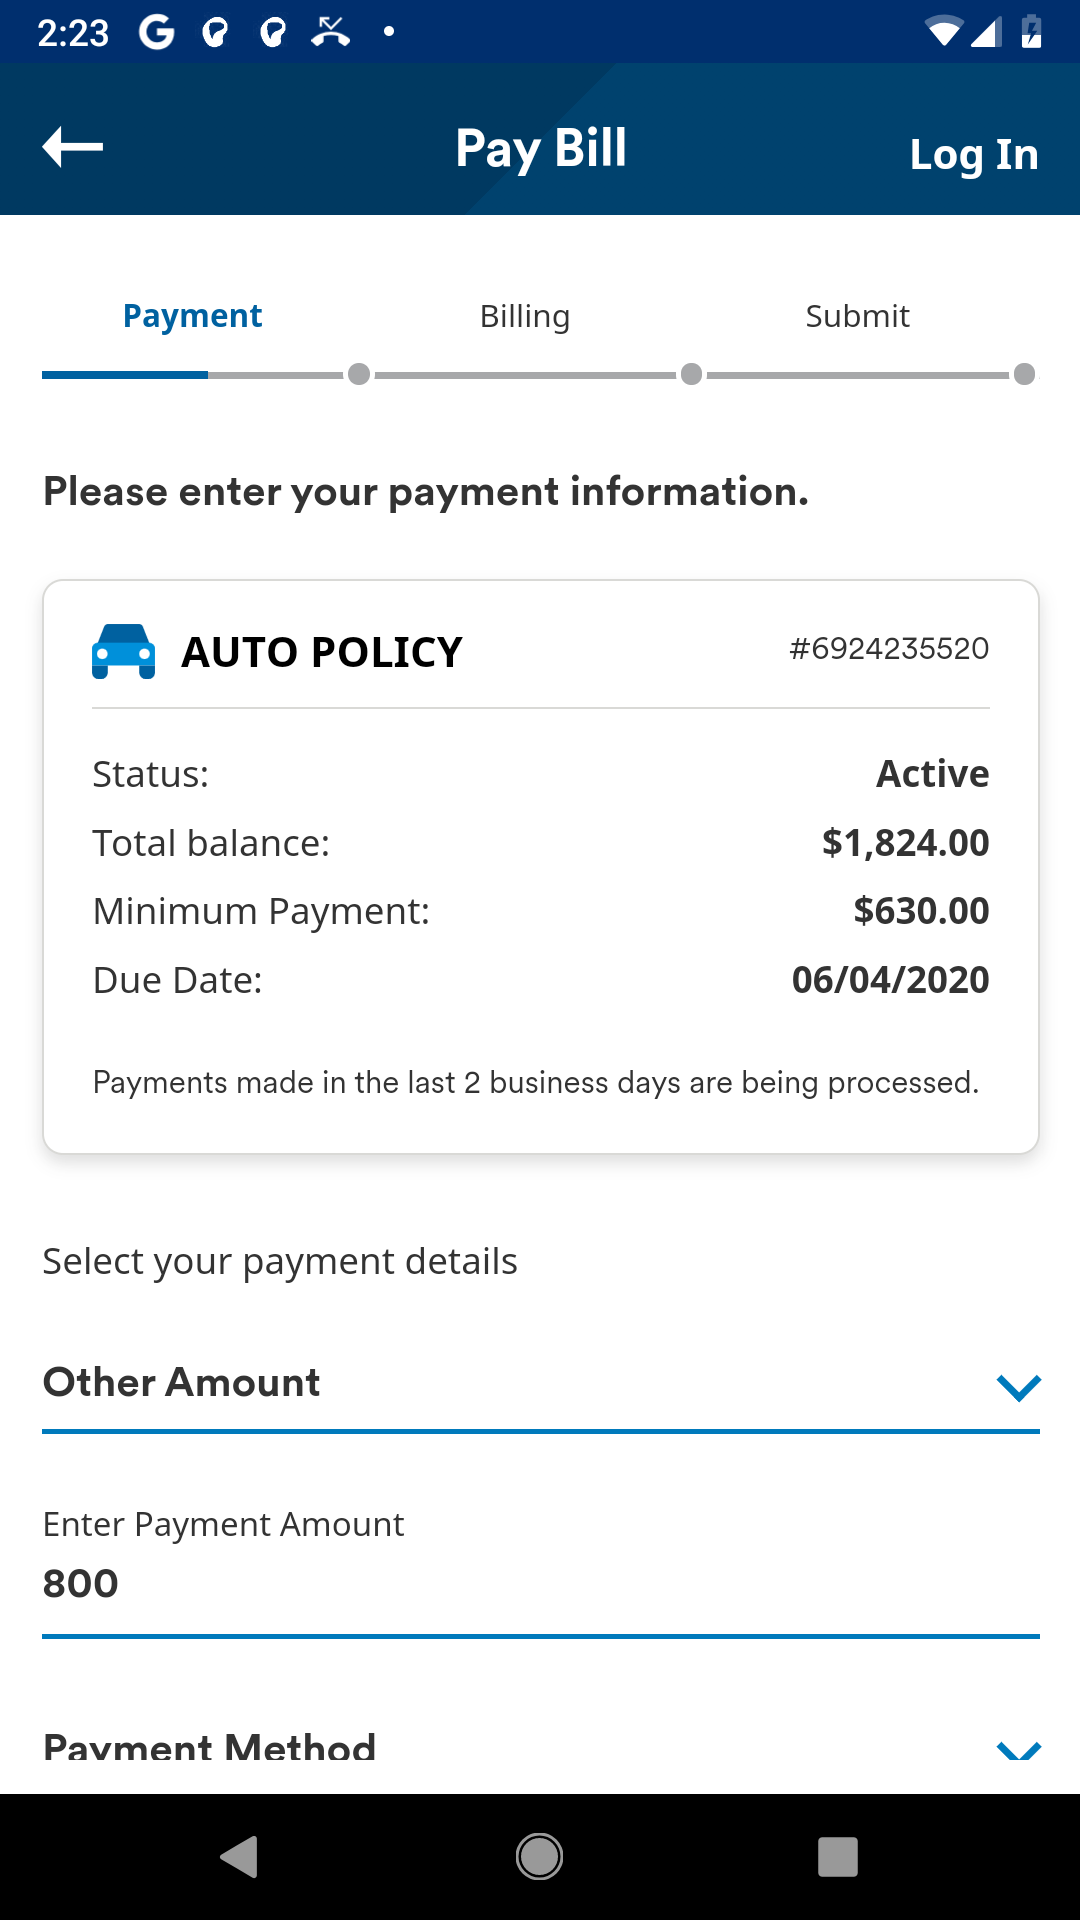 2:23
Pay Bill
Log In
Payment
Billing
Submit
Please enter your payment information.
AUTO POLICY
#6924235520
Status:
Active
Total balance:
$1,824.00
Minimum Payment:
$630.00
Due Date:
06/04/2020
Payments made in the last 2 business days are being processed.
Select your payment details
Other Amount
Enter Payment Amount
800
Payment Method